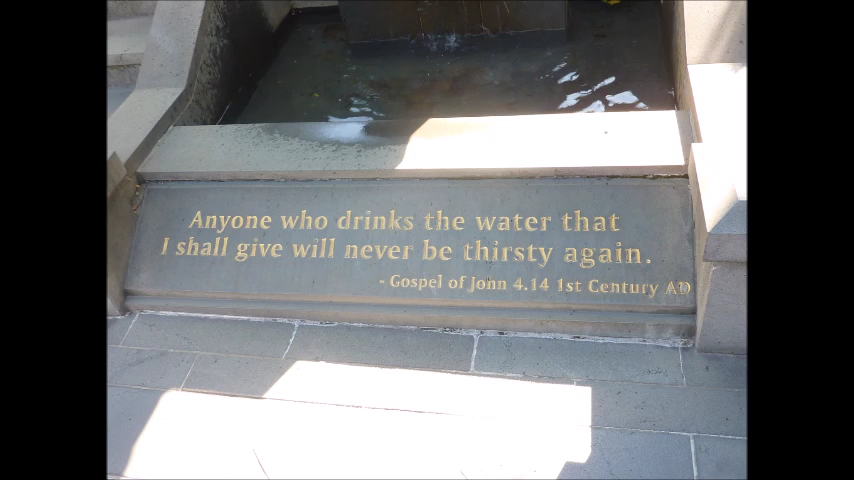 Anyone who drinks the water that
I shall give will never be thirsty again.
- Gospel of John 4.14 1st Century AD